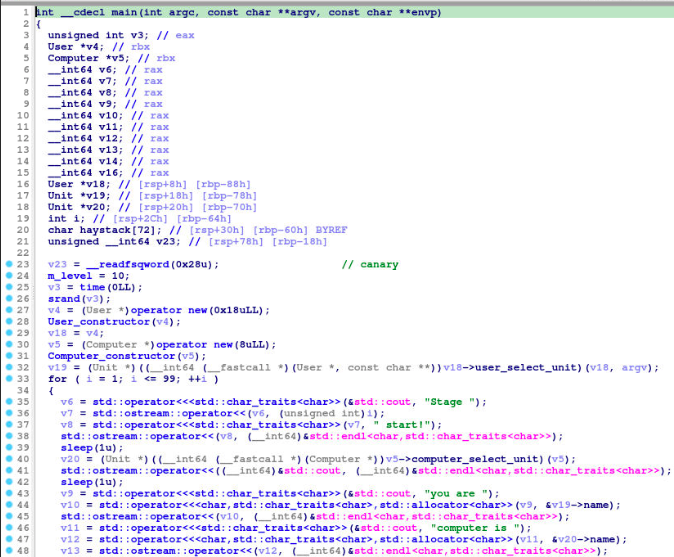 1 int __cdecl main(int argc, const char **argv, const char **envp)
2 {
3 unsigned int v3; // eax
4 User *v4; // rbx
5 Computer *v5; // rbx
6 __int64 v6; // rax
7 __int64 v7; // rax
8 __int64 v8; // rax
9 __int64 v9; // rax
10 __int64 v10; // rax
11 __int64 v11; // rax
12 __int64 v12; // rax
13 __int64 v13; // rax
14 __int64 v14; // rax
15 __int64 v16; // rax
16 User *v18; // [rsp+8h] [rbp-88h]
17 Unit *v19; // [rsp+18h] [rbp-78h]
18 Unit *v20; // [rsp+20h] [rbp-70h]
19 int i; // [rsp+2Ch] [rbp-64h]
20 char haystack[72]; // [rsp+30h] [rbp-60h] BYREF
21 unsigned __int64 v23; // [rsp+78h] [rbp-18h]
22
23 v23 = __readfsqword(0x28u); // canary
24 m_level = 10;
25 v3 = time(0LL);
26 srand(v3);
27 v4 = (User *)operator new(0x18uLL);
28 User_constructor(v4);
29 v18 = v4;
30 v5 = (Computer *)operator new(8uLL);
31 Computer_constructor(v5);
32 v19 = (Unit *)((__int64 (__fastcall *)(User *, const char **))v18->user_select_unit)(v18, argv);
33 for ( i = 1; i <= 99; ++i )
34 {
35 v6 = std::operator<<<std::char_traits<char>>(&std::cout, "Stage ");
36 v7 = std::ostream::operator<<(v6, (unsigned int)i);
37 v8 = std::operator<<<std::char_traits<char>>(v7, " start!");
38 std::ostream::operator<<(v8, (__int64)&std::endl<char,std::char_traits<char>>);
39 sleep(1u);
40 v20 = (Unit *)((__int64 (__fastcall *)(Computer *))v5->computer_select_unit)(v5);
41 std::ostream::operator<<((__int64)&std::cout, (__int64)&std::endl<char,std::char_traits<char>>);
42 sleep(1u);
43 v9 = std::operator<<<std::char_traits<char>>(&std::cout, "you are ");
44 v10 = std::operator<<<char,std::char_traits<char>,std::allocator<char>>(v9, &v19->name);
45 std::ostream::operator<<(v10, (__int64)&std::endl<char,std::char_traits<char>>);
46 v11 = std::operator<<<std::char_traits<char>>(&std::cout, "computer is ");
47 v12 = std::operator<<<char,std::char_traits<char>,std::allocator<char>>(v11, &v20->name);
48 v13 = std::ostream::operator<<(v12, (__int64)&std::endl<char,std::char_traits<char>>);